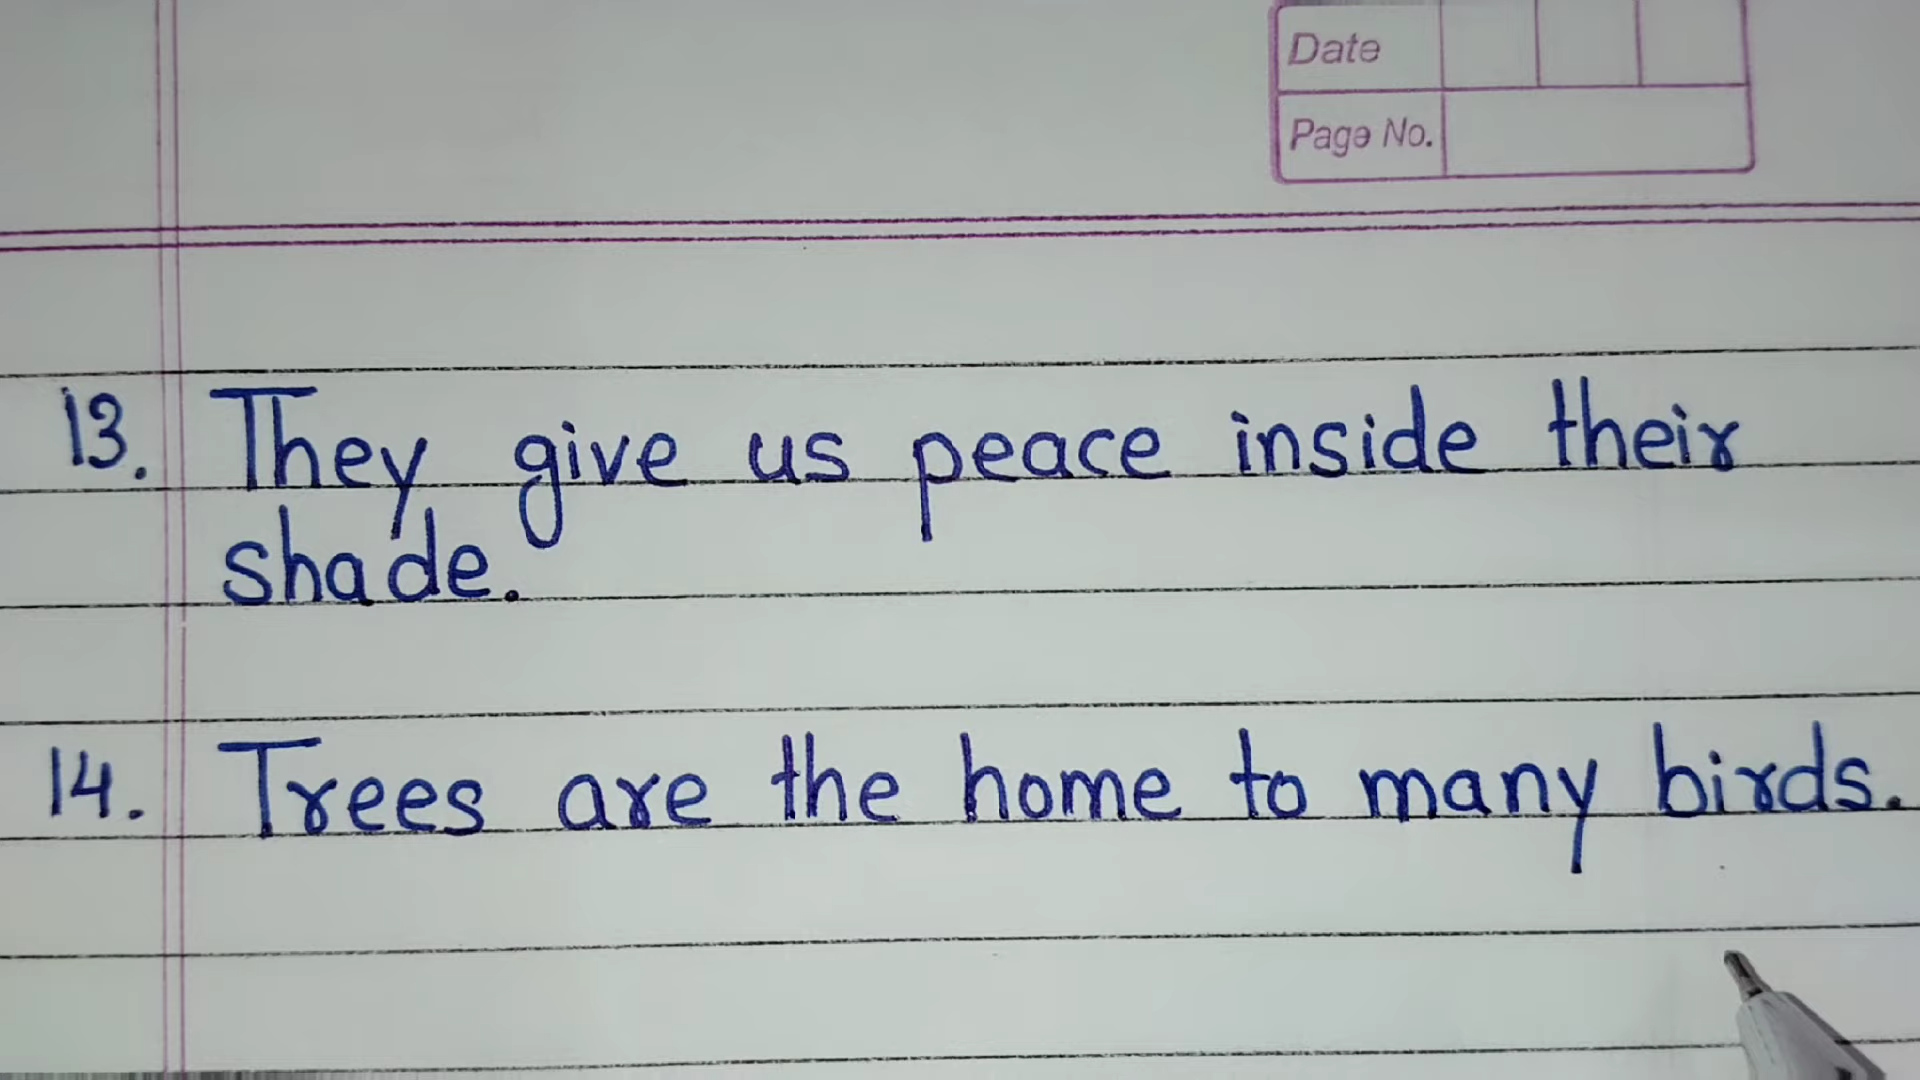 Date
Page No.
13. They give us peace inside their
shade.
14. Trees are the home to many birds.